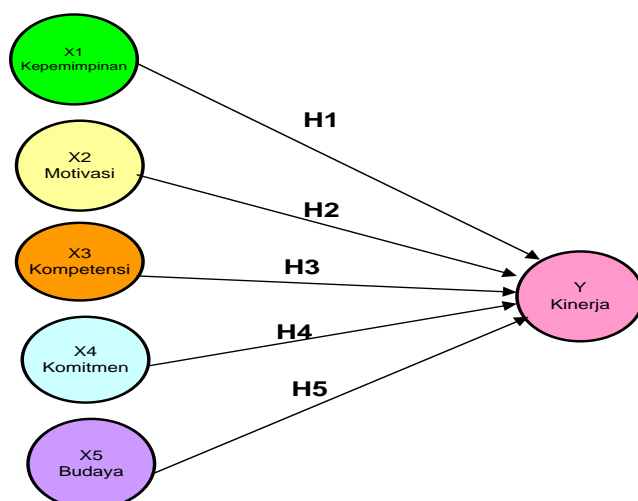 X1
Kepemimpinan
H1
X2
Motivasi
H2
X3
Kompetensi
H3
Y
Kinerja
X4
Komitmen
H4
X5
Budaya
H5